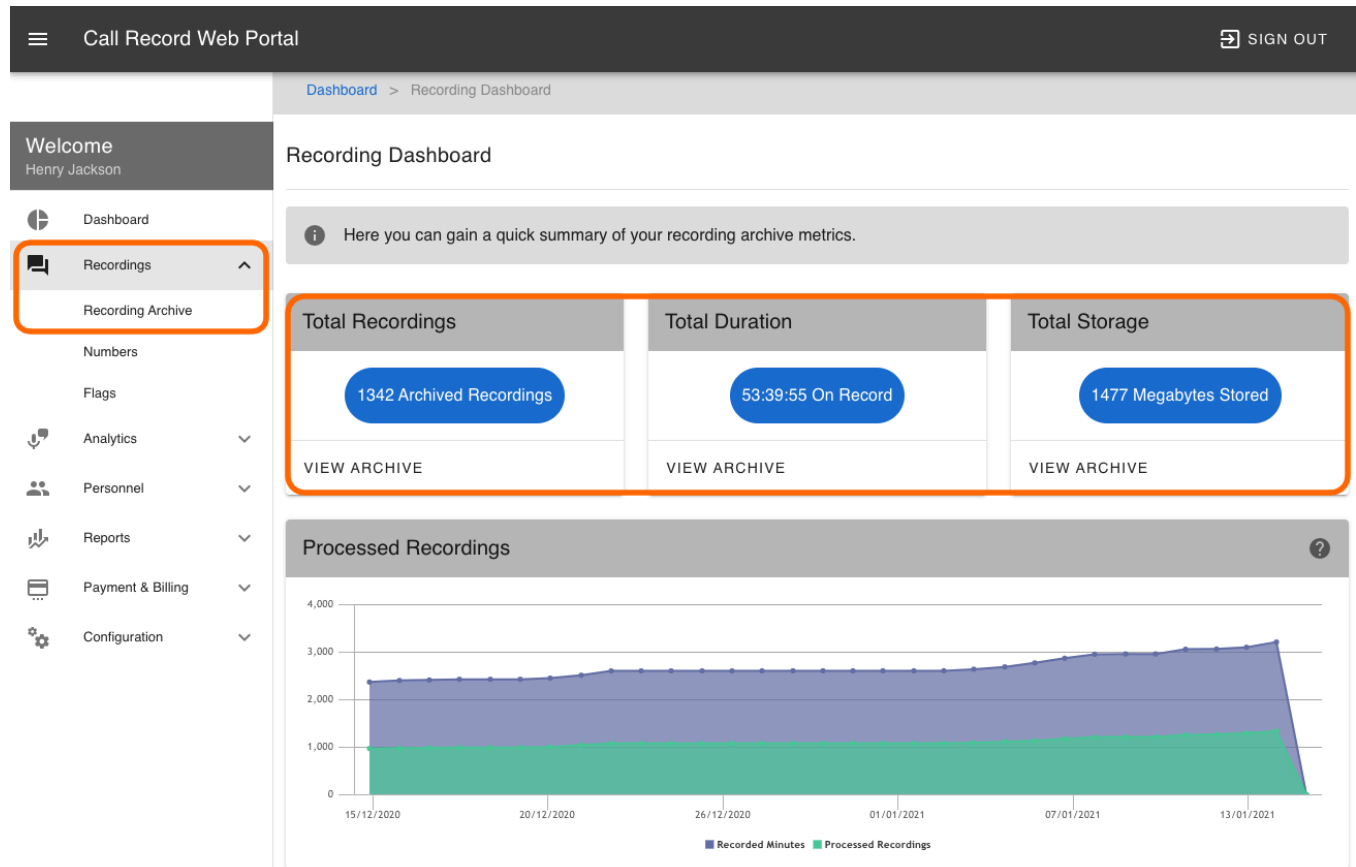 Call Record Web Portal
SIGN OUT
Dashboard > Recording Dashboard
Welcome
Henry Jackson
Dashboard
Recordings
Recording Archive
Numbers
Flags
Analytics
Personnel
Reports
Payment & Billing
Configuration
Recording Dashboard
Here you can gain a quick summary of your recording archive metrics.
Total Recordings
1342 Archived Recordings
VIEW ARCHIVE
Total Duration
53:39:55 On Record
VIEW ARCHIVE
Total Storage
1477 Megabytes Stored
VIEW ARCHIVE
Processed Recordings
4,000
3,000
2,000
1,000
0
15/12/2020 20/12/2020 26/12/2020 01/01/2021 07/01/2021 13/01/2021
Recorded Minutes Processed Recordings